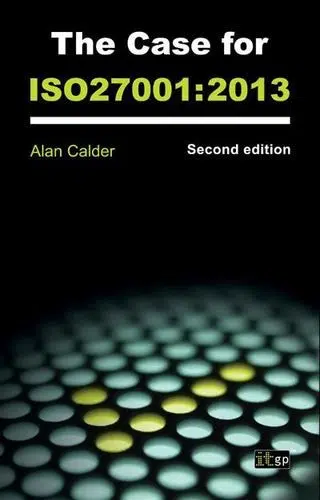 The Case for
ISO27001:2013
Alan Calder
Second edition
itgp